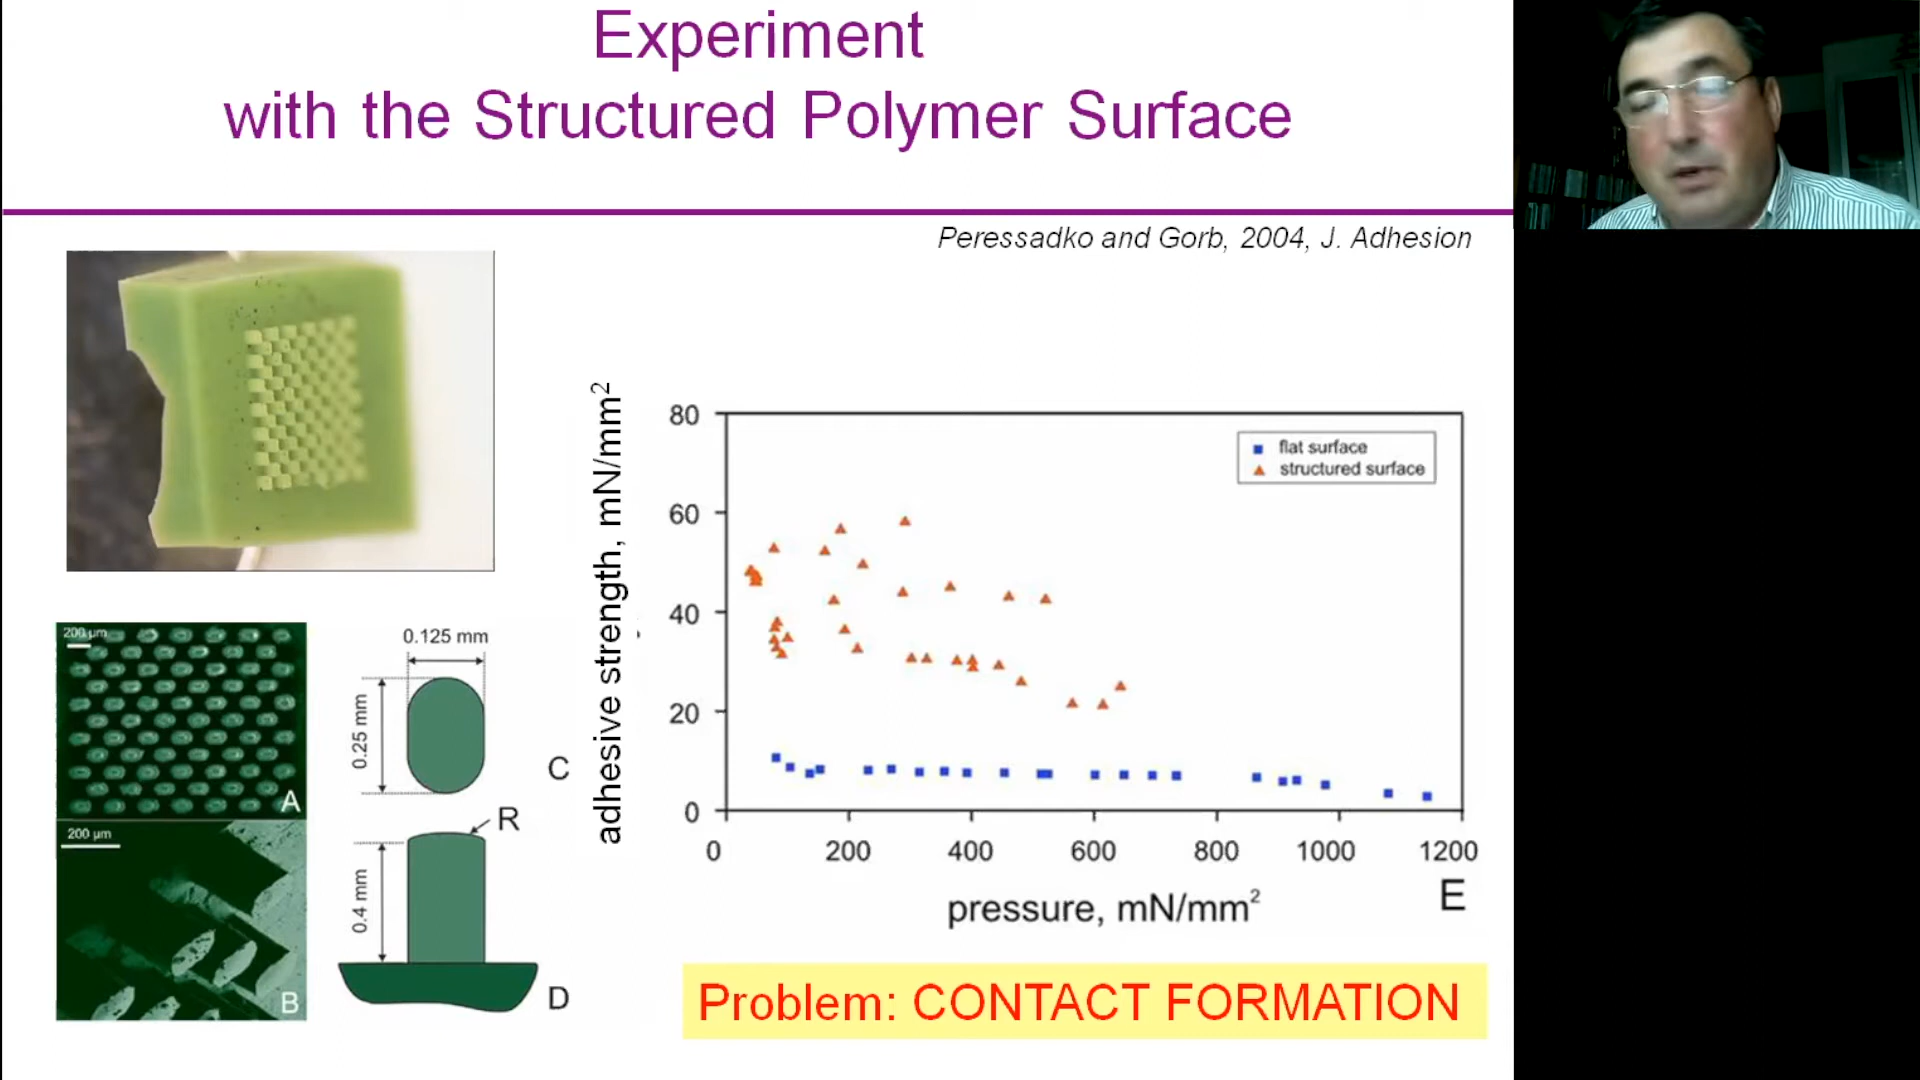 Experiment
with the Structured Polymer Surface
Peressadko and Gorb, 2004, J. Adhesion
200 µm
A
200 µm
B
0.125 mm
0.25 mm
C
R
0.4 mm
D
adhesive strength, mN/mm²
80
60
40
20
0
flat surface
structured surface
0 200 400 600 800 1000 1200
pressure, mN/mm²
E
Problem: CONTACT FORMATION